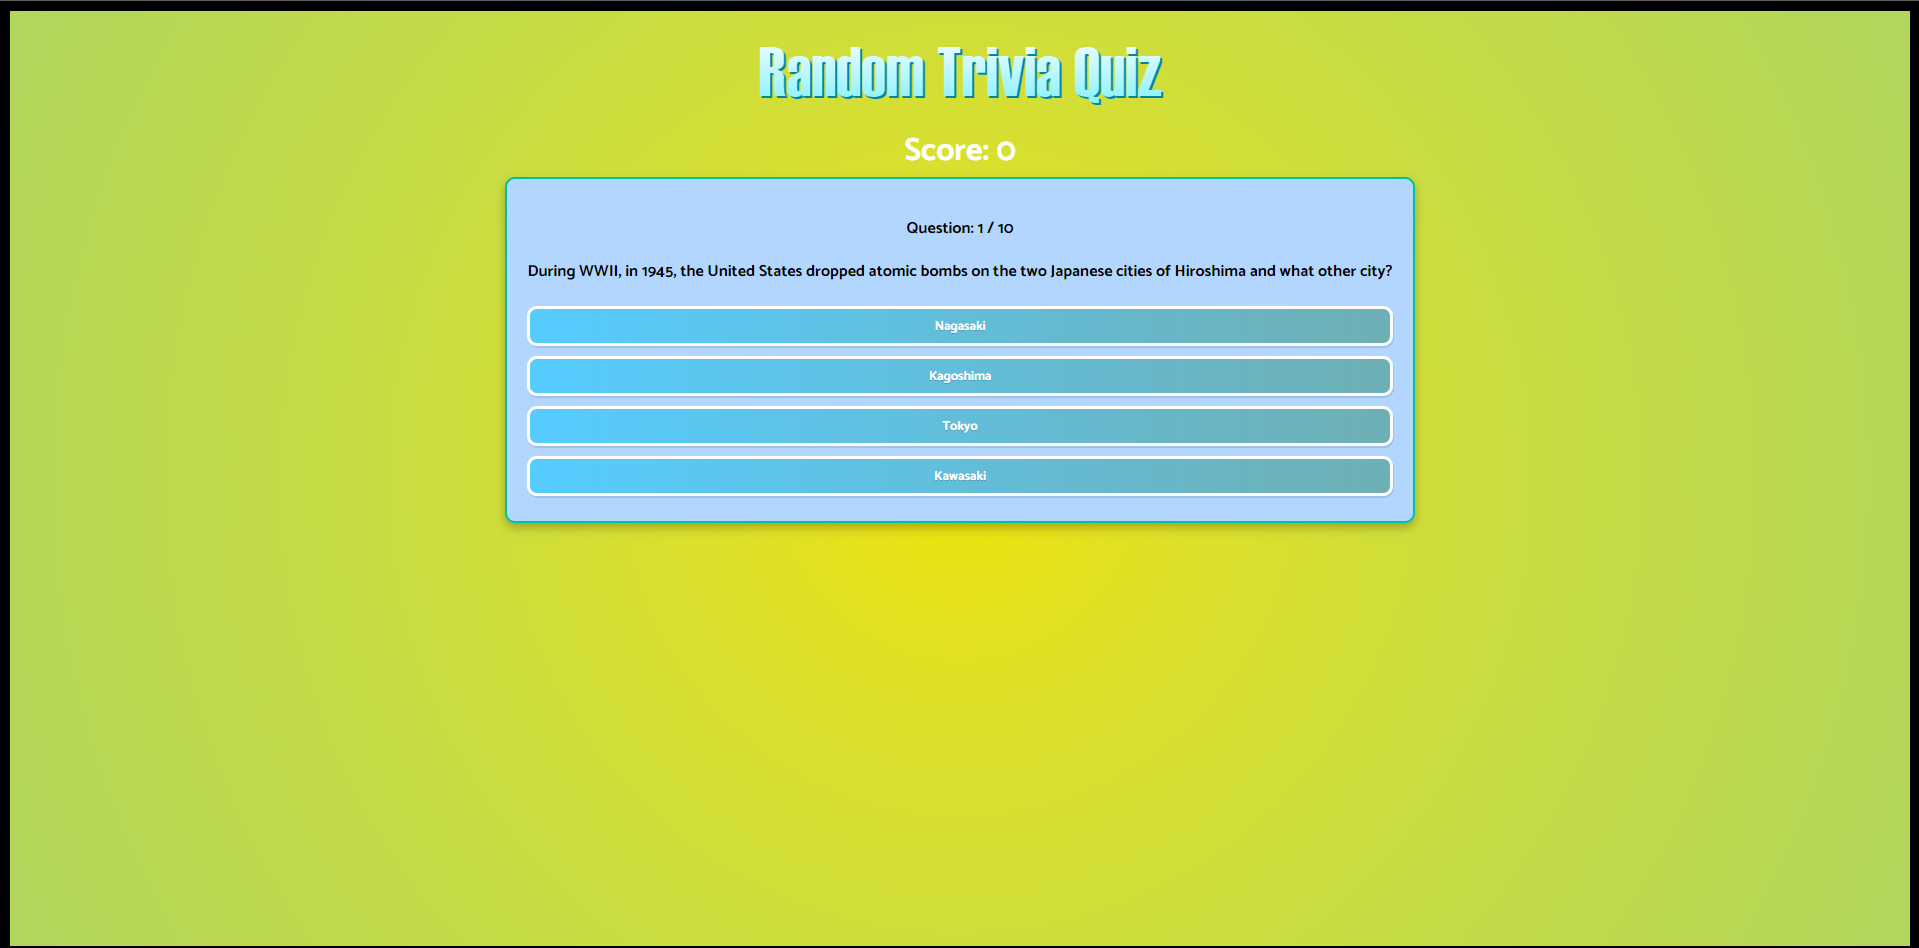 Random Trivia Quiz
Score: 0
Question: 1 / 10
During WWII, in 1945, the United States dropped atomic bombs on the two Japanese cities of Hiroshima and what other city?
Nagasaki
Kagoshima
Tokyo
Kawasaki